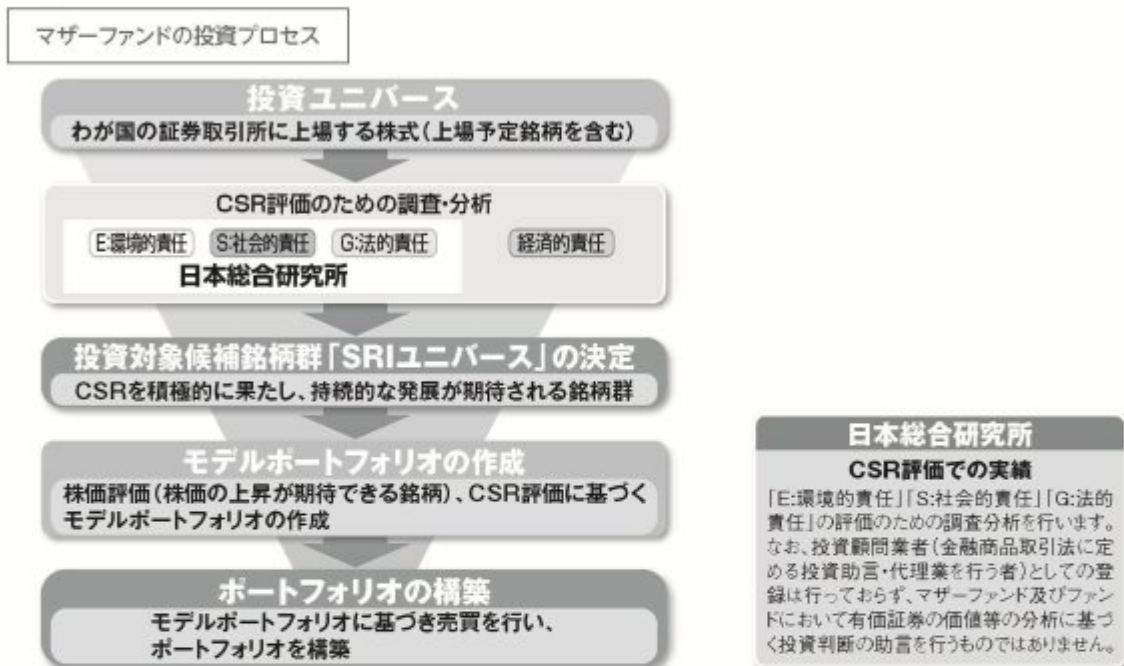 マザーファンドの投資プロセス
投資ユニバース
わが国の証券取引所に上場する株式(上場予定銘柄を含む)
CSR評価のための調査・分析
E:環境的責任 S:社会的責任 G:法的責任 経済的責任
日本総合研究所
投資対象候補銘柄群「SRIユニバース」の決定
CSRを積極的に果たし、持続的な発展が期待される銘柄群
モデルポートフォリオの作成
株価評価(株価の上昇が期待できる銘柄)、CSR評価に基づく
モデルポートフォリオの作成
ポートフォリオの構築
モデルポートフォリオに基づき売買を行い、
ポートフォリオを構築
日本総合研究所
CSR評価での実績
「E:環境的責任」「S:社会的責任」「G:法的
責任」の評価のための調査分析を行います。
なお、投資顧問業者(金融商品取引法に定
める投資助言・代理業を行う者)としての登
録は行っておらず、マザーファンド及びファン
ドにおいて有価証券の価値等の分析に基づ
く投資判断の助言を行うものではありません。